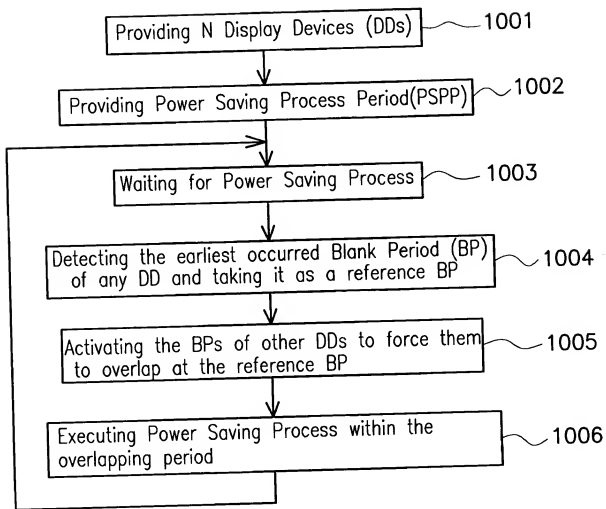 Providing N Display Devices (DDs)
1001
Providing Power Saving Process Period(PSPP)
1002
Waiting for Power Saving Process
1003
Detecting the earliest occurred Blank Period (BP)
of any DD and taking it as a reference BP
1004
Activating the BPs of other DDs to force them
to overlap at the reference BP
1005
Executing Power Saving Process within the
overlapping period
1006